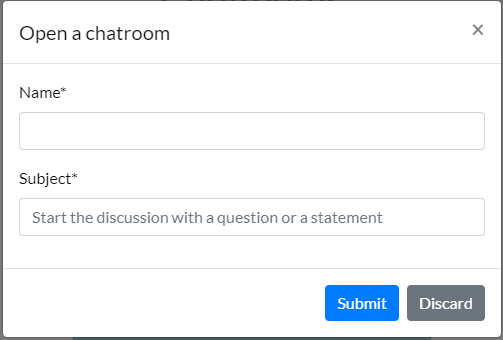 Open a chatroom ×
Name*
Subject*
Start the discussion with a question or a statement
Submit Discard